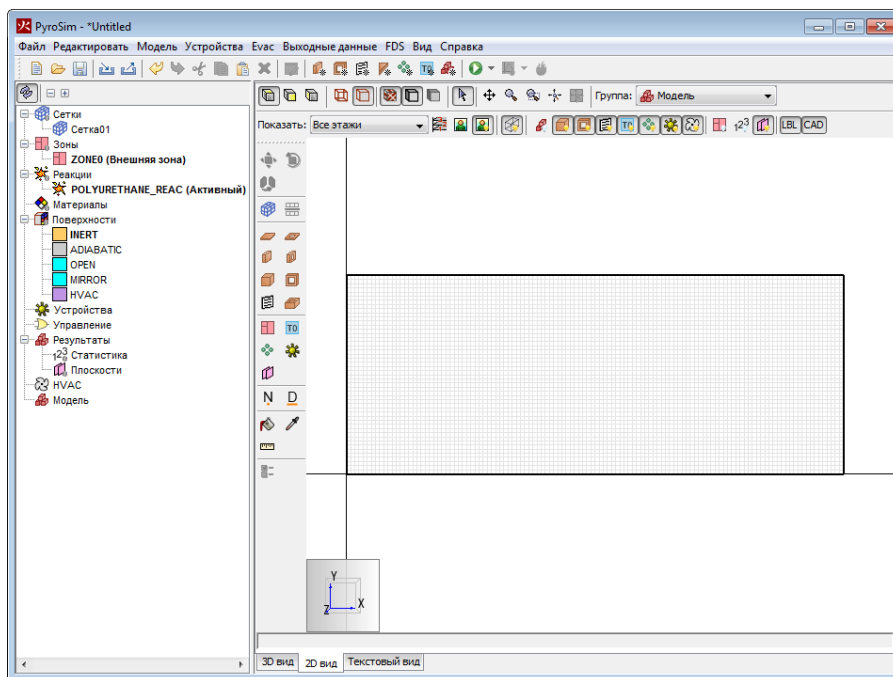 PyroSim - *Untitled
Файл Редактировать Модель Устройства Evac Выходные данные FDS Вид Справка
Группа: Модель
Показать: Все этажи
LBL CAD
Сетки
Сетка01
Зоны
ZONE0 (Внешняя зона)
Реакции
POLYURETHANE_REAC (Активный)
Материалы
Поверхности
INERT
ADIABATIC
OPEN
MIRROR
HVAC
Устройства
Управление
Результаты
Статистика
Плоскости
HVAC
Модель
N D
Y
Z X
3D вид 2D вид Текстовый вид